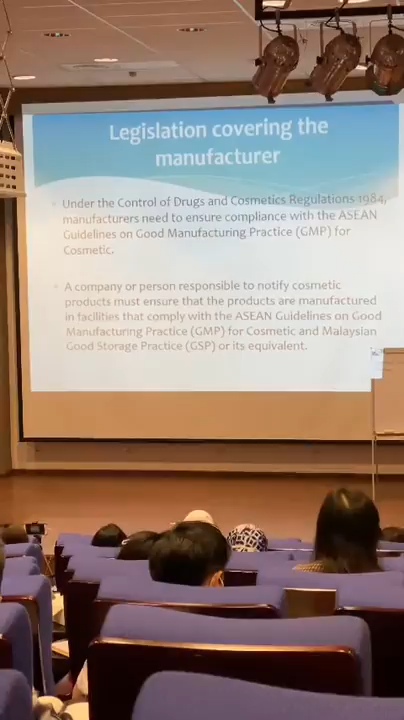 Legislation covering the
manufacturer
Under the Control of Drugs and Cosmetics Regulations 1984,
manufacturers need to ensure compliance with the ASEAN
Guidelines on Good Manufacturing Practice (GMP) for
Cosmetic.
A company or person responsible to notify cosmetic
products must ensure that the products are manufactured
in facilities that comply with the ASEAN Guidelines on Good
Manufacturing Practice (GMP) for Cosmetic and Malaysian
Good Storage Practice (GSP) or its equivalent.